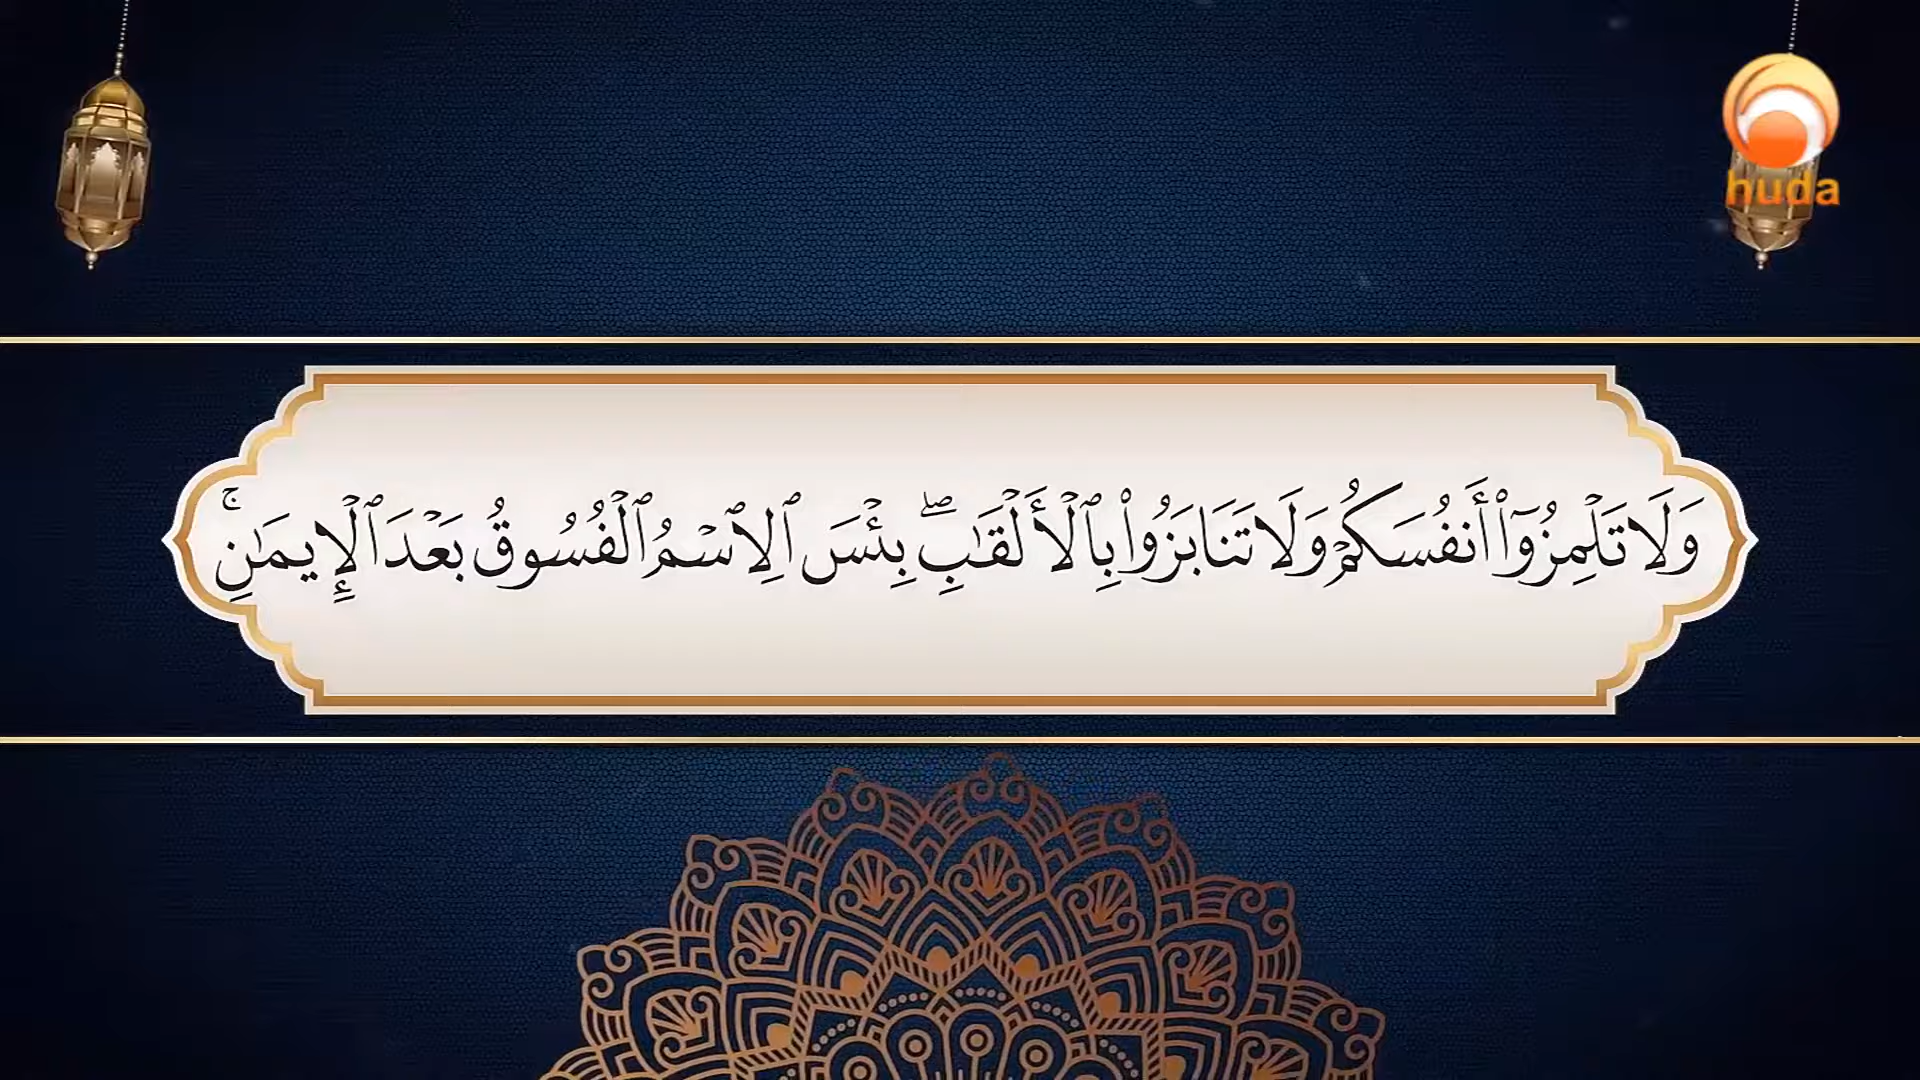 huda
وَلَا تَلْمِزُوٓا۟ أَنفُسَكُمْ وَلَا تَنَابَزُوا۟ بِٱلْأَلْقَٰبِ ۖ بِئْسَ ٱلِٱسْمُ ٱلْفُسُوقُ بَعْدَ ٱلْإِيمَٰنِ ۚ